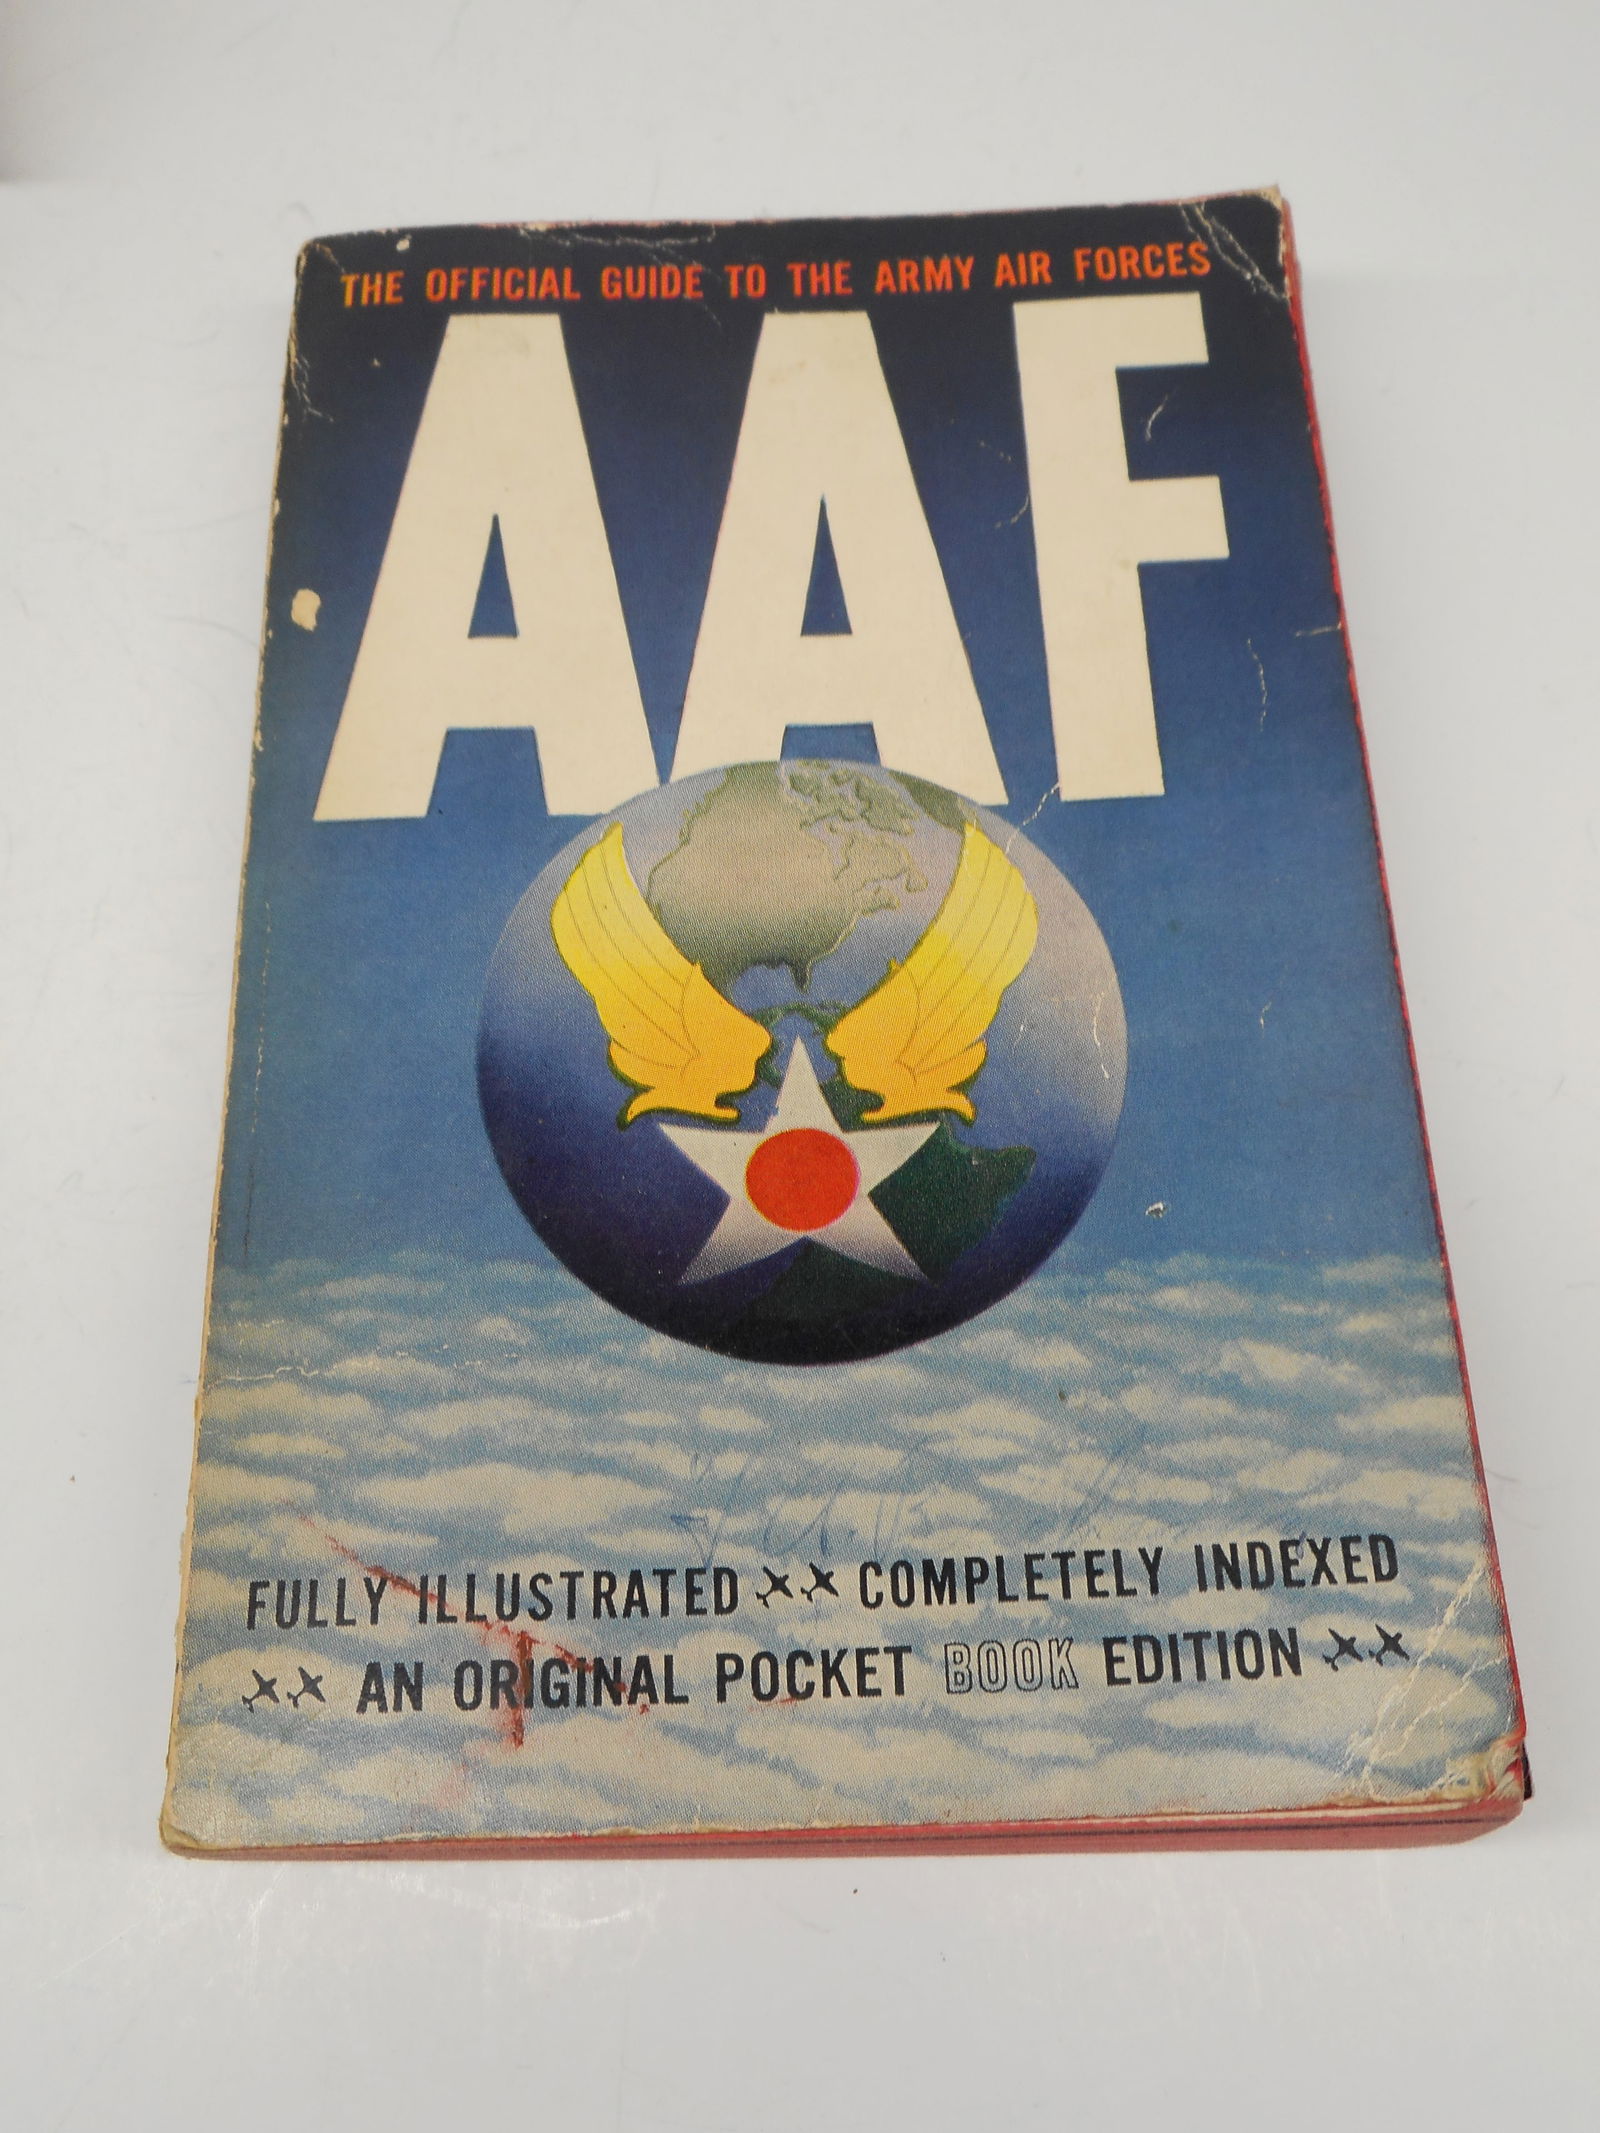 THE OFFICIAL GUIDE TO THE ARMY AIR FORCES
AAF
FULLY ILLUSTRATED COMPLETELY INDEXED
AN ORIGINAL POCKET BOOK EDITION